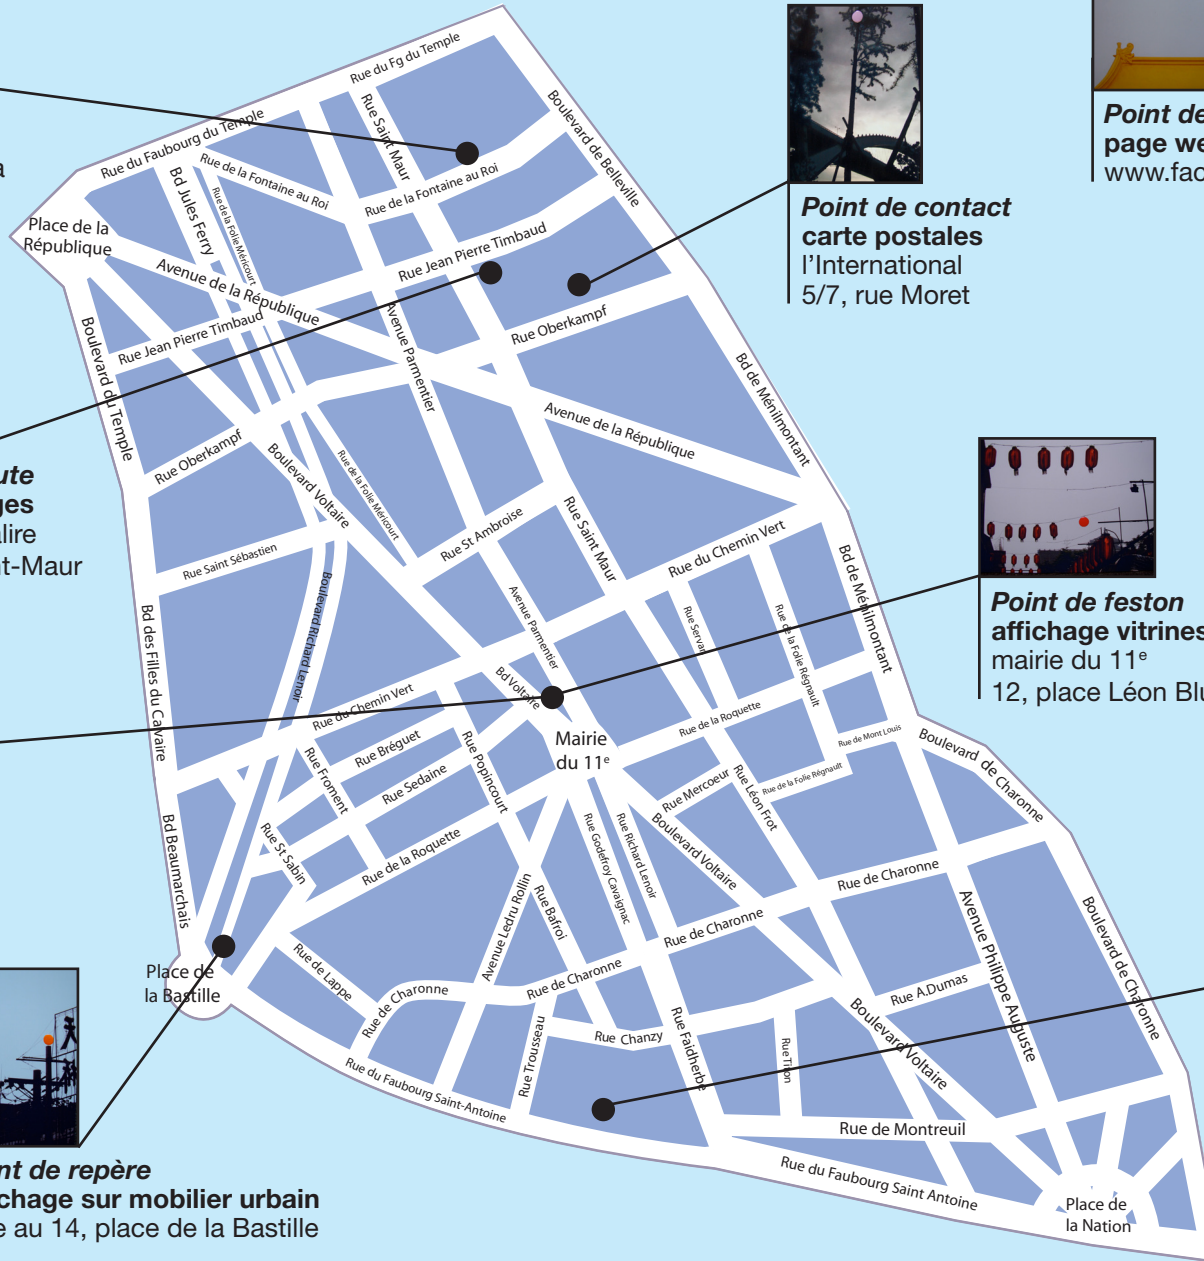 Rue du Fg du Temple
Rue du Faubourg du Temple
Rue Saint Maur
Boulevard de Belleville
Rue de la Fontaine au Roi
Rue de la Fontaine au Roi
Bd Jules Ferry
Rue de la Folie Méricourt
Place de la
République
Avenue de la République
Rue Jean Pierre Timbaud
Rue Jean Pierre Timbaud
Boulevard du Temple
Avenue Parmentier
Rue Oberkampf
Bd de Ménilmontant
Avenue de la République
Rue Oberkampf
Boulevard Voltaire
Rue de la Folie Méricourt
Rue St Ambroise
Rue Saint Maur
Rue du Chemin Vert
Rue Saint Sébastien
Boulevard Richard Lenoir
Avenue Parmentier
Rue Servan
Rue de la Folie Régnault
Bd de Ménilmontant
Bd des Filles du Cavaire
Rue du Chemin Vert
Bd Voltaire
Mairie
du 11e
Rue de la Roquette
Rue de Mont Louis
Rue de la Folie Régnault
Boulevard de Charonne
Rue Bréguet
Rue Froment
Rue Sedaine
Rue Popincourt
Rue Mercoeur
Rue Léon Frot
Bd Beaumarchais
Rue St Sabin
Rue de la Roquette
Rue Godefroy Cavaignac
Rue Richard Lenoir
Boulevard Voltaire
Rue de Charonne
Avenue Ledru Rollin
Rue Bafroi
Rue de Charonne
Avenue Philippe Auguste
Boulevard de Charonne
Place de
la Bastille
Rue de Lappe
Rue de Charonne
Rue de Charonne
Rue A.Dumas
Rue Trousseau
Rue Chanzy
Rue Faidherbe
Rue Titon
Boulevard Voltaire
Rue du Faubourg Saint-Antoine
Rue de Montreuil
Rue du Faubourg Saint Antoine
Place de
la Nation
a
ute
ges
alire
nt-Maur
Point de contact
carte postales
l'International
5/7, rue Moret
Point de
page we
www.fac
Point de feston
affichage vitrines
mairie du 11e
12, place Léon Blu
nt de repère
chage sur mobilier urbain
e au 14, place de la Bastille